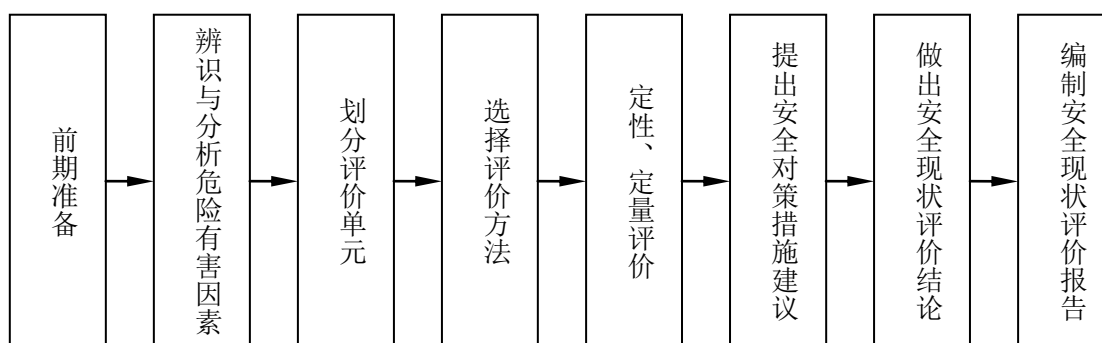 前期准备
辨识与分析危险有害因素
划分评价单元
选择评价方法
定性、定量评价
提出安全对策措施建议
做出安全现状评价结论
编制安全现状评价报告